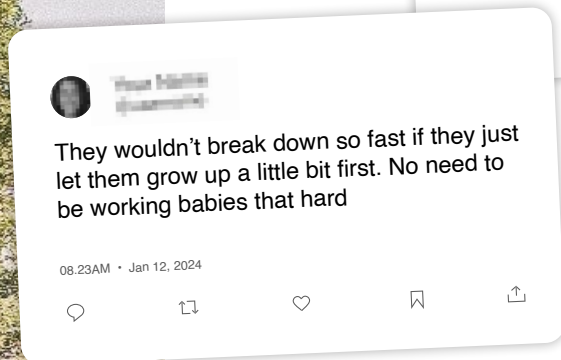 They wouldn’t break down so fast if they just
let them grow up a little bit first. No need to
be working babies that hard
08.23AM • Jan 12, 2024